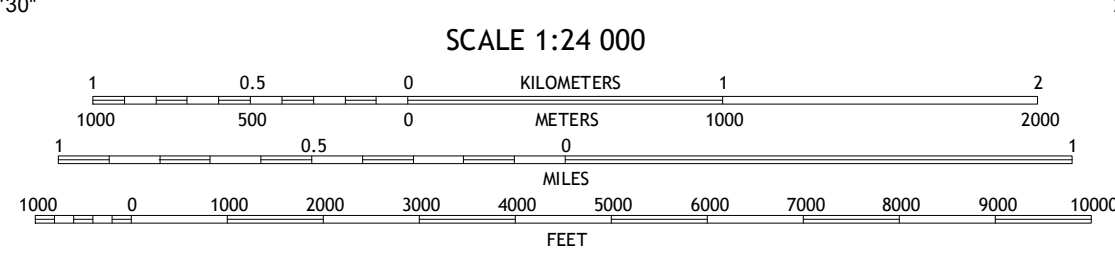 '30"
SCALE 1:24 000
1 0.5 0 KILOMETERS 1 2
1000 500 0 METERS 1000 2000
1 0.5 0 1
MILES
1000 0 1000 2000 3000 4000 5000 6000 7000 8000 9000 10000
FEET